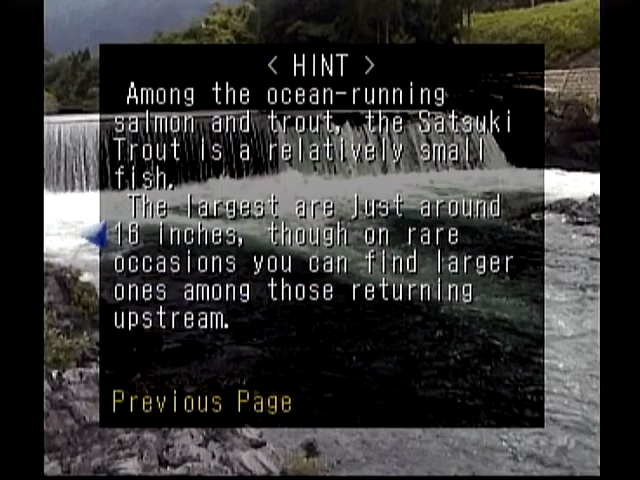 < HINT >
Among the ocean-running
salmon and trout, the Satsuki
Trout is a relatively small
fish.
The largest are just around
16 inches, though on rare
occasions you can find larger
ones among those returning
upstream.
Previous Page